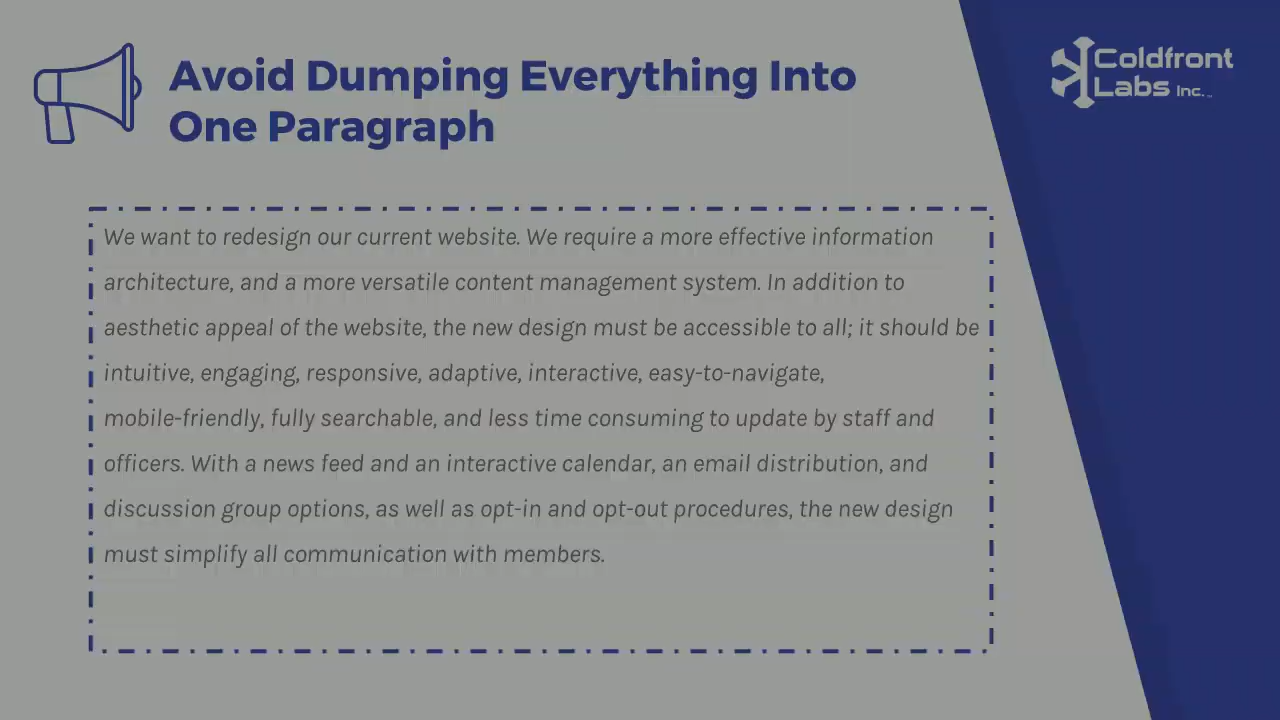 Avoid Dumping Everything Into
One Paragraph
Coldfront
Labs Inc.
We want to redesign our current website. We require a more effective information
architecture, and a more versatile content management system. In addition to
aesthetic appeal of the website, the new design must be accessible to all; it should be
intuitive, engaging, responsive, adaptive, interactive, easy-to-navigate,
mobile-friendly, fully searchable, and less time consuming to update by staff and
officers. With a news feed and an interactive calendar, an email distribution, and
discussion group options, as well as opt-in and opt-out procedures, the new design
must simplify all communication with members.